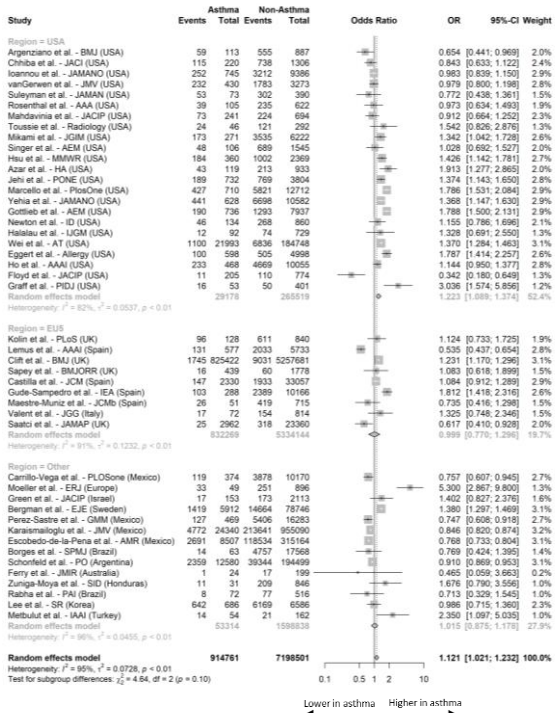 Asthma Non-Asthma
Study Events Total Events Total Odds Ratio OR 95%-CI Weight
Region = USA
Argenziano et al. - BMJ (USA) 59 113 555 887 0.654 [0.441; 0.969] 2.0%
Chhiba et al. - JACI (USA) 115 220 738 1306 0.843 [0.633; 1.122] 2.4%
Ioannou et al. - JAMANO (USA) 252 745 3212 9386 0.983 [0.839; 1.150] 2.7%
vanGerwen et al. - JMV (USA) 232 430 1783 3273 0.979 [0.800; 1.198] 2.6%
Suleyman et al. - JAMAN (USA) 53 73 302 390 0.772 [0.438; 1.361] 1.5%
Rosenthal et al. - AAA (USA) 39 105 235 622 0.973 [0.634; 1.493] 1.9%
Mahdavinia et al. - JACIP (USA) 73 241 224 694 0.912 [0.664; 1.252] 2.3%
Toussie et al. - Radiology (USA) 24 46 121 292 1.542 [0.826; 2.876] 1.4%
Mikami et al. - JGIM (USA) 173 271 3535 6222 1.342 [1.042; 1.728] 2.5%
Singer et al. - AEM (USA) 48 106 689 1545 1.028 [0.692; 1.527] 2.0%
Hsu et al. - MMWR (USA) 184 360 1002 2369 1.426 [1.142; 1.781] 2.5%
Azar et al. - HA (USA) 43 119 213 933 1.913 [1.277; 2.865] 2.0%
Jehi et al. - PONE (USA) 189 732 769 3804 1.374 [1.143; 1.650] 2.6%
Marcello et al. - PlosOne (USA) 427 710 5821 12712 1.786 [1.531; 2.084] 2.7%
Yehia et al. - JAMANO (USA) 441 628 6698 10582 1.368 [1.147; 1.630] 2.6%
Gottlieb et al. - AEM (USA) 190 736 1293 7937 1.788 [1.500; 2.131] 2.6%
Newton et al. - ID (USA) 46 134 268 860 1.155 [0.786; 1.696] 2.1%
Halalau et al. - IJGM (USA) 12 92 74 729 1.328 [0.691; 2.550] 1.3%
Wei et al. - AT (USA) 1100 21993 6836 184748 1.370 [1.284; 1.463] 2.8%
Eggert et al. - Allergy (USA) 100 598 505 4998 1.787 [1.414; 2.257] 2.5%
Ho et al. - AAAI (USA) 233 468 4669 10055 1.144 [0.950; 1.377] 2.6%
Floyd et al. - JACIP (USA) 11 205 110 774 0.342 [0.180; 0.649] 1.3%
Graff et al. - PIDJ (USA) 16 53 50 401 3.036 [1.574; 5.856] 1.3%
Random effects model 29178 265519 1.223 [1.089; 1.374] 52.4%
Heterogeneity: I² = 82%, τ² = 0.0537, p < 0.01
Region = EU5
Kolin et al. - PLoS (UK) 96 128 611 840 1.124 [0.733; 1.725] 1.9%
Lemus et al. - AAAI (Spain) 131 577 2033 5733 0.535 [0.437; 0.654] 2.6%
Clift et al. - BMJ (UK) 1745 825422 9031 5257681 1.231 [1.170; 1.296] 2.8%
Sapey et al. - BMJORR (UK) 16 439 60 1778 1.083 [0.618; 1.899] 1.5%
Castilla et al. - JCM (Spain) 147 2330 1933 33057 1.084 [0.912; 1.289] 2.6%
Gude-Sampedro et al. - IEA (Spain) 103 288 2389 10166 1.812 [1.418; 2.316] 2.5%
Maestre-Muniz et al. - JCMb (Spain) 26 51 419 715 0.735 [0.416; 1.298] 1.5%
Valent et al. - JGG (Italy) 17 72 154 814 1.325 [0.748; 2.346] 1.5%
Saatci et al. - JAMAP (UK) 25 2962 318 23360 0.617 [0.410; 0.928] 2.0%
Random effects model 832269 5334144 0.999 [0.770; 1.296] 19.7%
Heterogeneity: I² = 91%, τ² = 0.1232, p < 0.01
Region = Other
Carrillo-Vega et al. - PLOSone (Mexico) 119 374 3878 10170 0.757 [0.607; 0.945] 2.5%
Moeller et al. - ERJ (Europe) 33 49 251 896 5.300 [2.867; 9.800] 1.4%
Green et al. - JACIP (Israel) 17 153 173 2113 1.402 [0.827; 2.376] 1.6%
Bergman et al. - EJE (Sweden) 1419 5912 14664 78746 1.380 [1.297; 1.469] 2.8%
Perez-Sastre et al. - GMM (Mexico) 127 469 5406 16283 0.747 [0.608; 0.918] 2.5%
Karaismailoglu et al. - JMV (Mexico) 4772 24340 213641 955090 0.846 [0.820; 0.874] 2.8%
Escobedo-de-la-Pena et al. - AMR (Mexico) 2691 8507 118534 315164 0.768 [0.733; 0.804] 2.8%
Borges et al. - SPMJ (Brazil) 14 63 4757 17568 0.769 [0.424; 1.396] 1.5%
Schonfeld et al. - PO (Argentina) 2359 12580 39344 194499 0.910 [0.869; 0.953] 2.8%
Ferry et al. - JMIR (Australia) 1 24 17 199 0.465 [0.059; 3.663] 0.2%
Zuniga-Moya et al. - SID (Honduras) 11 31 209 846 1.676 [0.790; 3.556] 1.1%
Rabha et al. - PAI (Brazil) 8 72 77 516 0.713 [0.329; 1.545] 1.1%
Lee et al. - SR (Korea) 642 686 6169 6586 0.986 [0.715; 1.360] 2.3%
Metbulut et al. - IAAI (Turkey) 14 54 21 162 2.350 [1.097; 5.035] 1.1%
Random effects model 53314 1598838 1.015 [0.875; 1.178] 27.9%
Heterogeneity: I² = 96%, τ² = 0.0455, p < 0.01
Random effects model 914761 7198501 1.121 [1.021; 1.232] 100.0%
Heterogeneity: I² = 95%, τ² = 0.0728, p < 0.01
Test for subgroup differences: χ²₂ = 4.64, df = 2 (p = 0.10)
0.1 0.5 1 2 10
Lower in asthma Higher in asthma